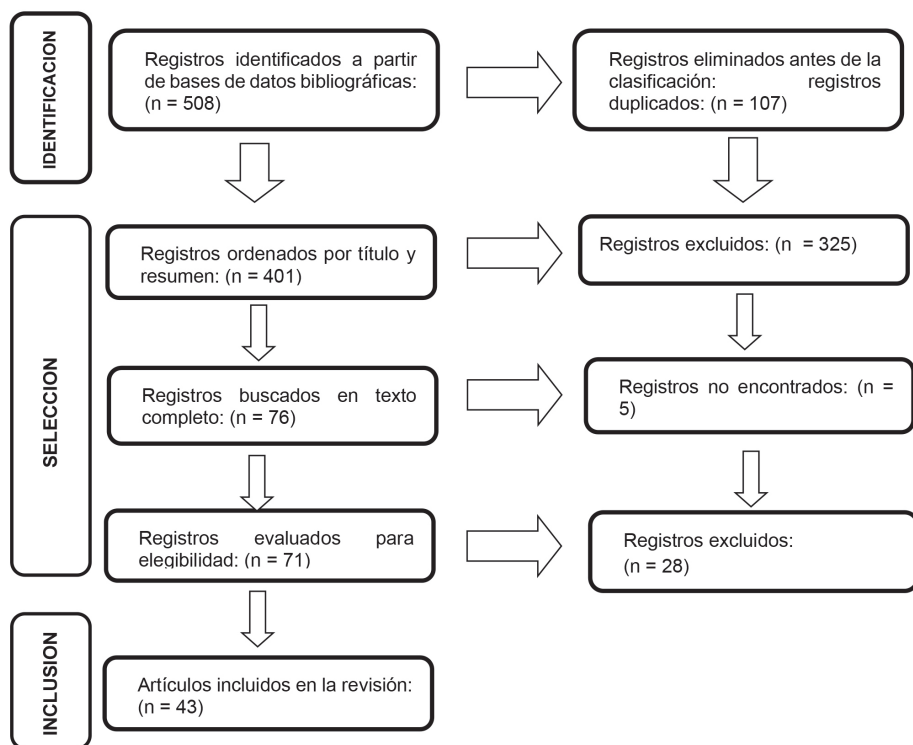 IDENTIFICACION
Registros identificados a partir
de bases de datos bibliográficas:
(n = 508)
Registros eliminados antes de la
clasificación: registros
duplicados: (n = 107)
SELECCION
Registros ordenados por título y
resumen: (n = 401)
Registros excluidos: (n = 325)
Registros buscados en texto
completo: (n = 76)
Registros no encontrados: (n =
5)
Registros evaluados para
elegibilidad: (n = 71)
Registros excluidos:
(n = 28)
INCLUSION
Artículos incluidos en la revisión:
(n = 43)